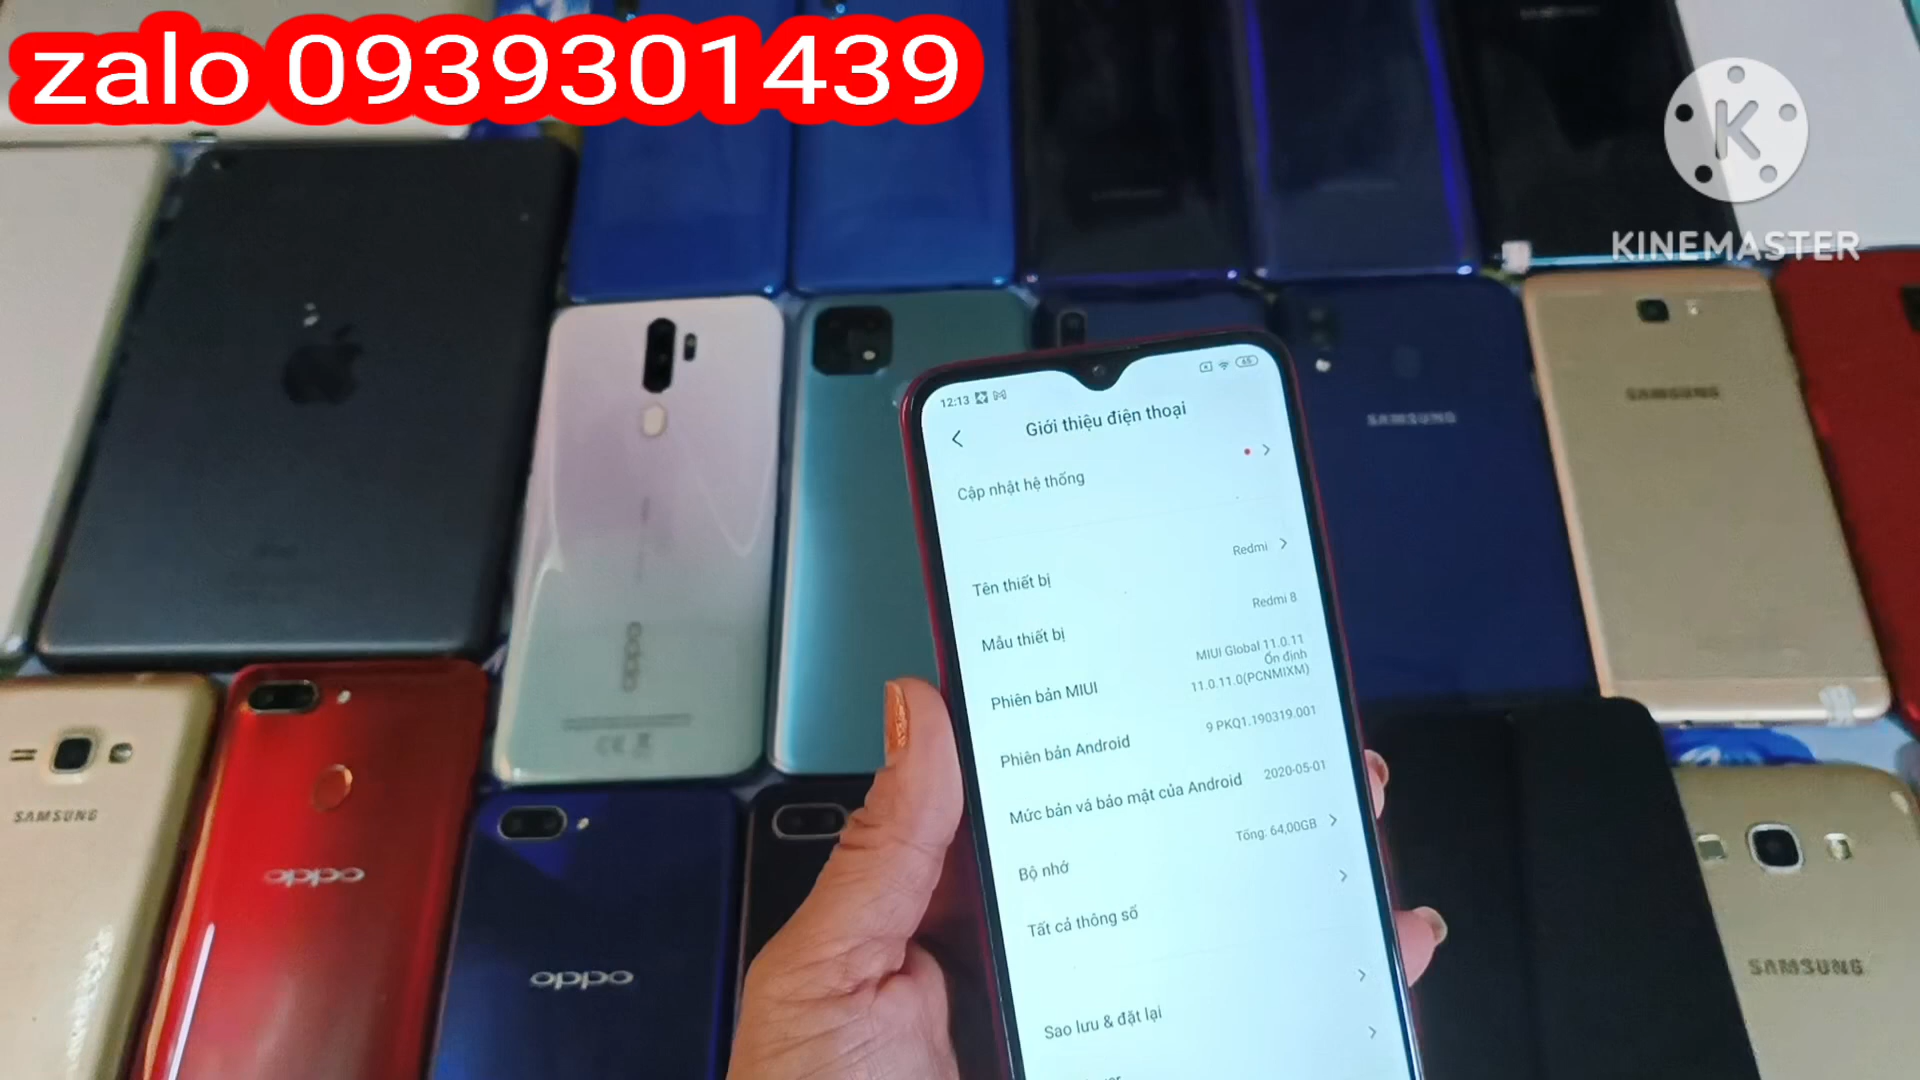 zalo 0939301439
KINEMASTER
12:13
65
Giới thiệu điện thoại
Cập nhật hệ thống
Tên thiết bị
Redmi
Mẫu thiết bị
Redmi 8
Phiên bản MIUI
MIUI Global 11.0.11
Ổn định
11.0.11.0(PCNMIXM)
Phiên bản Android
9 PKQ1.190319.001
Mức bản vá bảo mật của Android
2020-05-01
Bộ nhớ
Tổng: 64,00GB
Tất cả thông số
Sao lưu & đặt lại
SAMSUNG
SAMSUNG
oppo
SAMSUNG
oppo
oppo
SAMSUNG